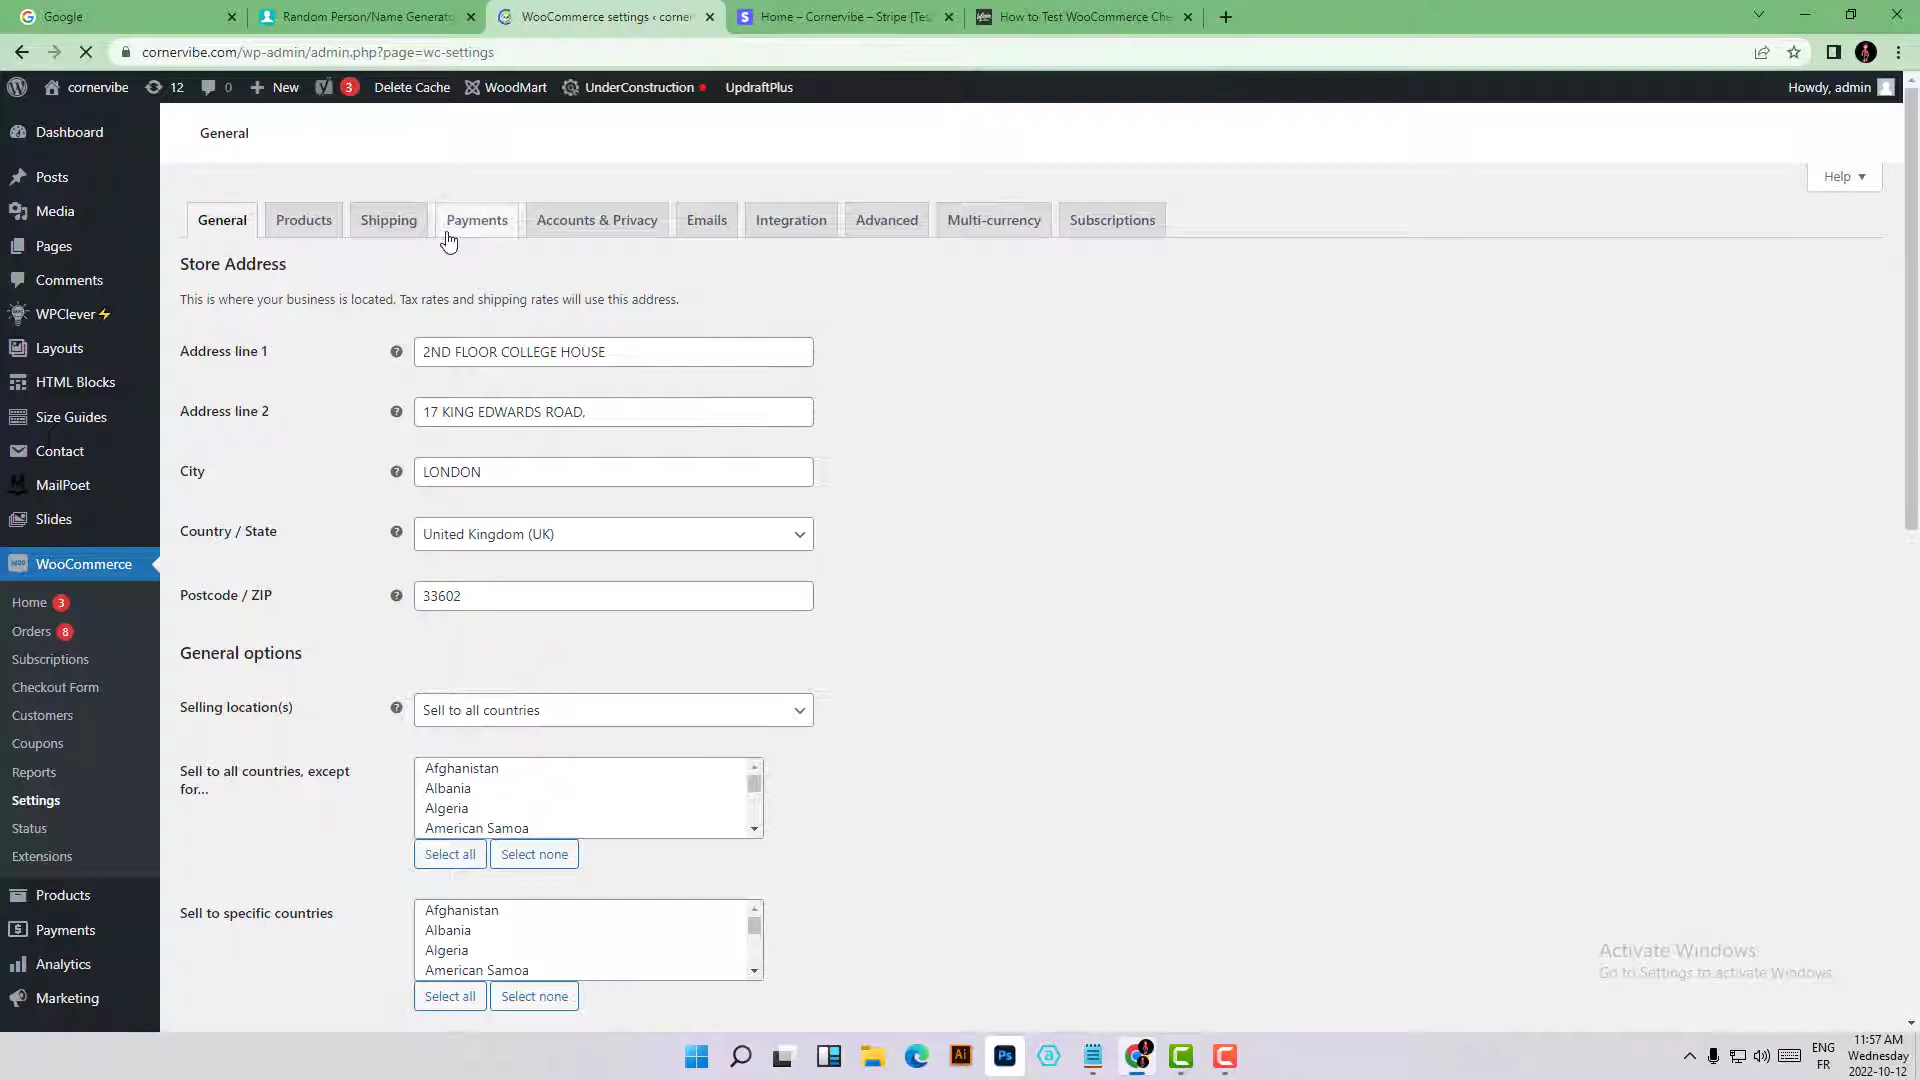 Google
Random Person/Name Generato
WooCommerce settings ‹ corner
Home – Cornervibe – Stripe [Tes
How to Test WooCommerce Che
cornervibe.com/wp-admin/admin.php?page=wc-settings
cornervibe 12 0 New 3 Delete Cache WoodMart UnderConstruction UpdraftPlus Howdy, admin
Dashboard
Posts
Media
Pages
Comments
WPClever⚡
Layouts
HTML Blocks
Size Guides
Contact
MailPoet
Slides
WooCommerce
Home 3
Orders 8
Subscriptions
Checkout Form
Customers
Coupons
Reports
Settings
Status
Extensions
Products
Payments
Analytics
Marketing
General
Help
General Products Shipping Payments Accounts & Privacy Emails Integration Advanced Multi-currency Subscriptions
Store Address
This is where your business is located. Tax rates and shipping rates will use this address.
Address line 1 2ND FLOOR COLLEGE HOUSE
Address line 2 17 KING EDWARDS ROAD,
City LONDON
Country / State United Kingdom (UK)
Postcode / ZIP 33602
General options
Selling location(s) Sell to all countries
Sell to all countries, except
for...
Afghanistan
Albania
Algeria
American Samoa
Select all Select none
Sell to specific countries
Afghanistan
Albania
Algeria
American Samoa
Select all Select none
Activate Windows
Go to Settings to activate Windows.
Ai
Ps
ENG
FR
11:57 AM
Wednesday
2022-10-12